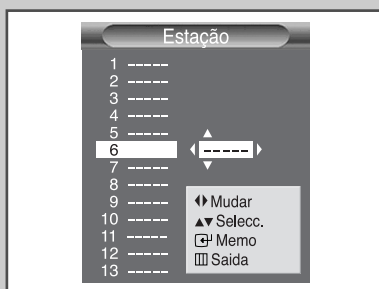 Estação
1 -----
2 -----
3 -----
4 -----
5 -----
6 -----
7 -----
8 -----
9 -----
10 -----
11 -----
12 -----
13 -----
Mudar
Selecc.
Memo
Saida